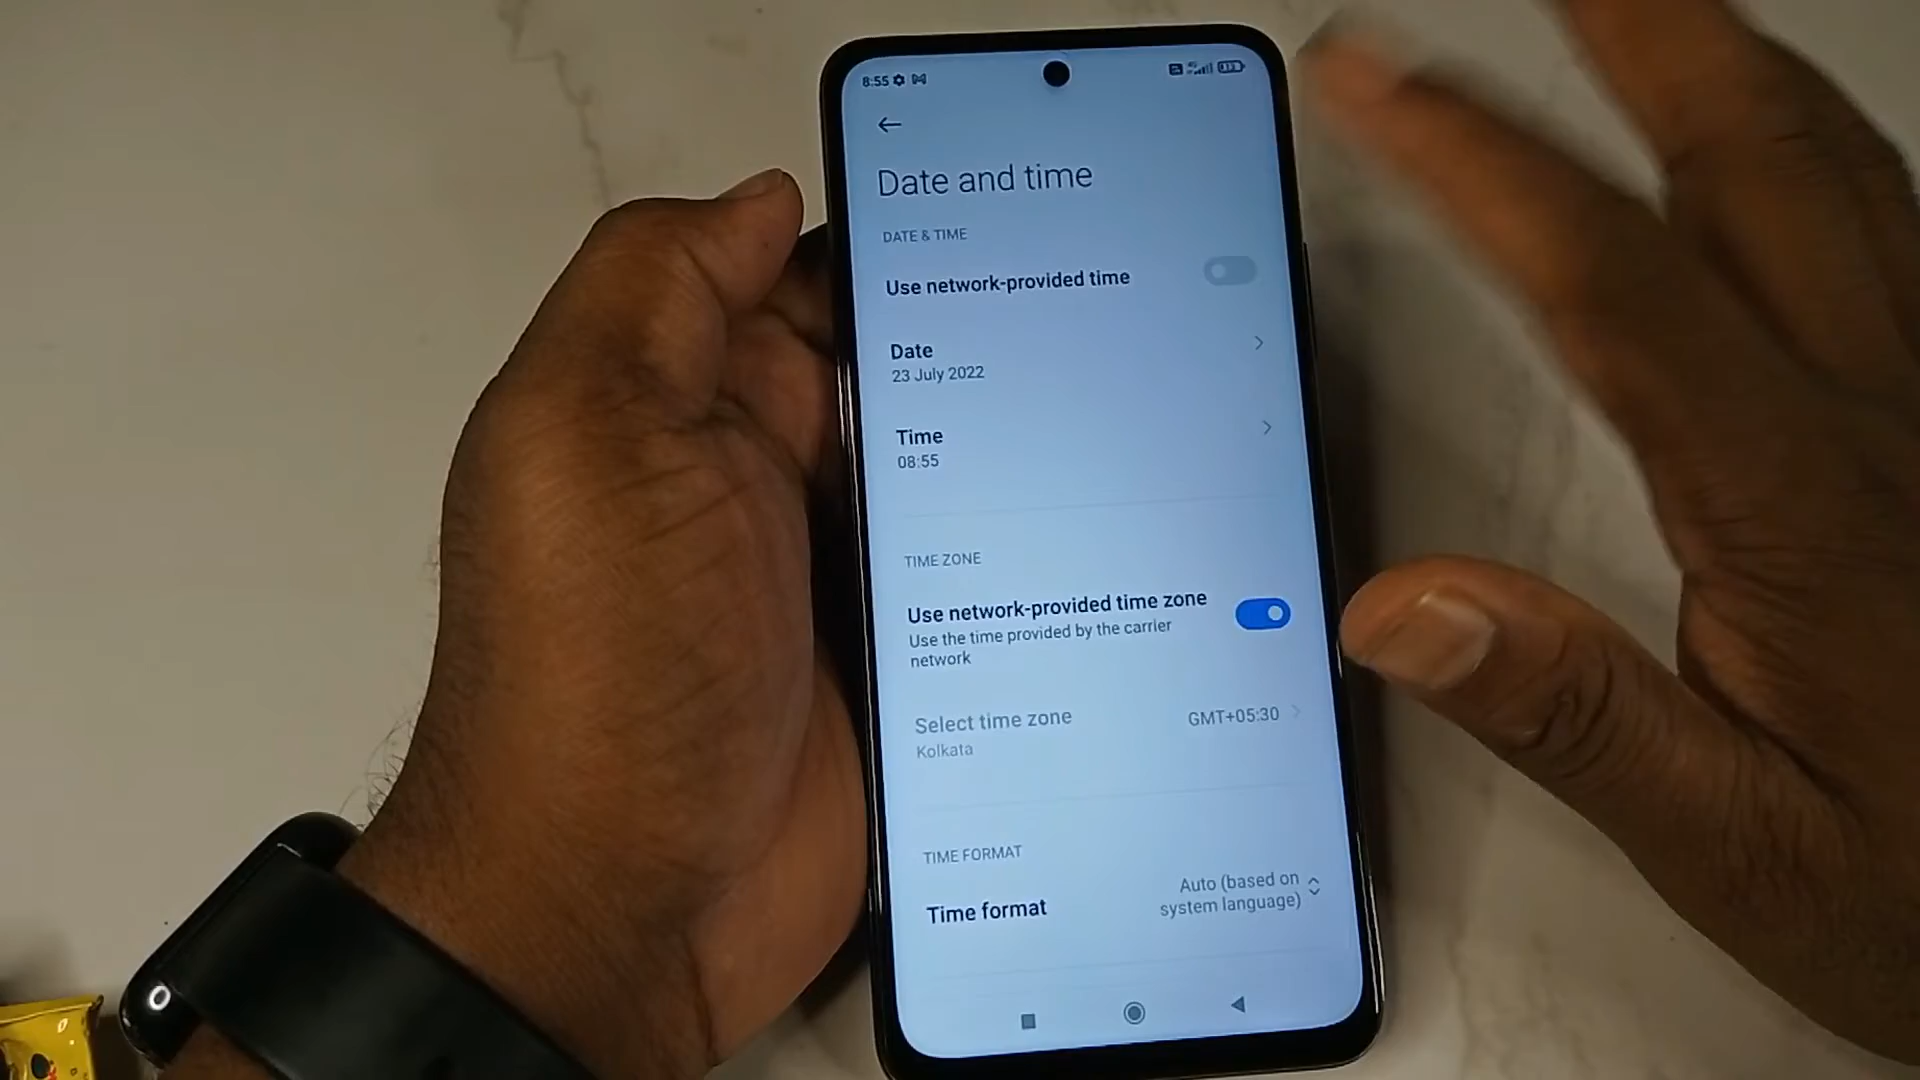 8:55
Date and time
DATE & TIME
Use network-provided time
Date
23 July 2022
Time
08:55
TIME ZONE
Use network-provided time zone
Use the time provided by the carrier
network
Select time zone
GMT+05:30
Kolkata
TIME FORMAT
Time format
Auto (based on
system language)